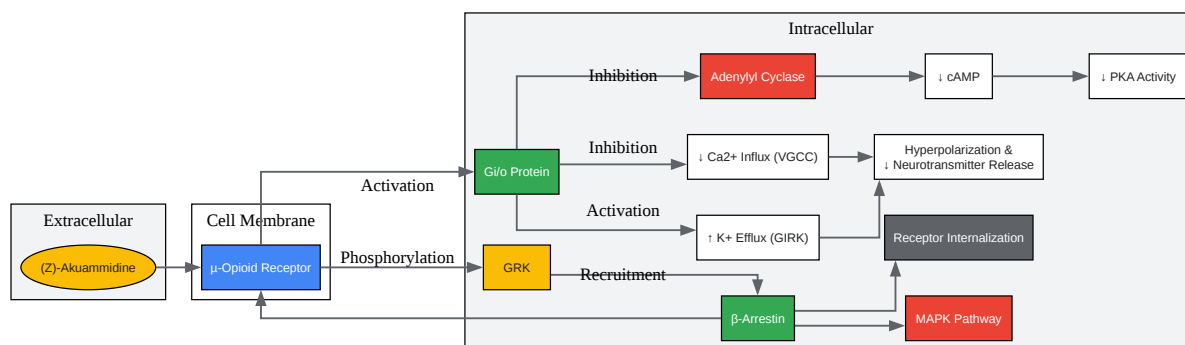 Intracellular
Inhibition
Adenylyl Cyclase
↓ cAMP
↓ PKA Activity
Inhibition
↓ Ca2+ Influx (VGCC)
Hyperpolarization &
↓ Neurotransmitter Release
Gi/o Protein
Activation
Activation
↑ K+ Efflux (GIRK)
Receptor Internalization
Extracellular
Cell Membrane
(Z)-Akuammidine
μ-Opioid Receptor
Phosphorylation
GRK
Recruitment
β-Arrestin
MAPK Pathway